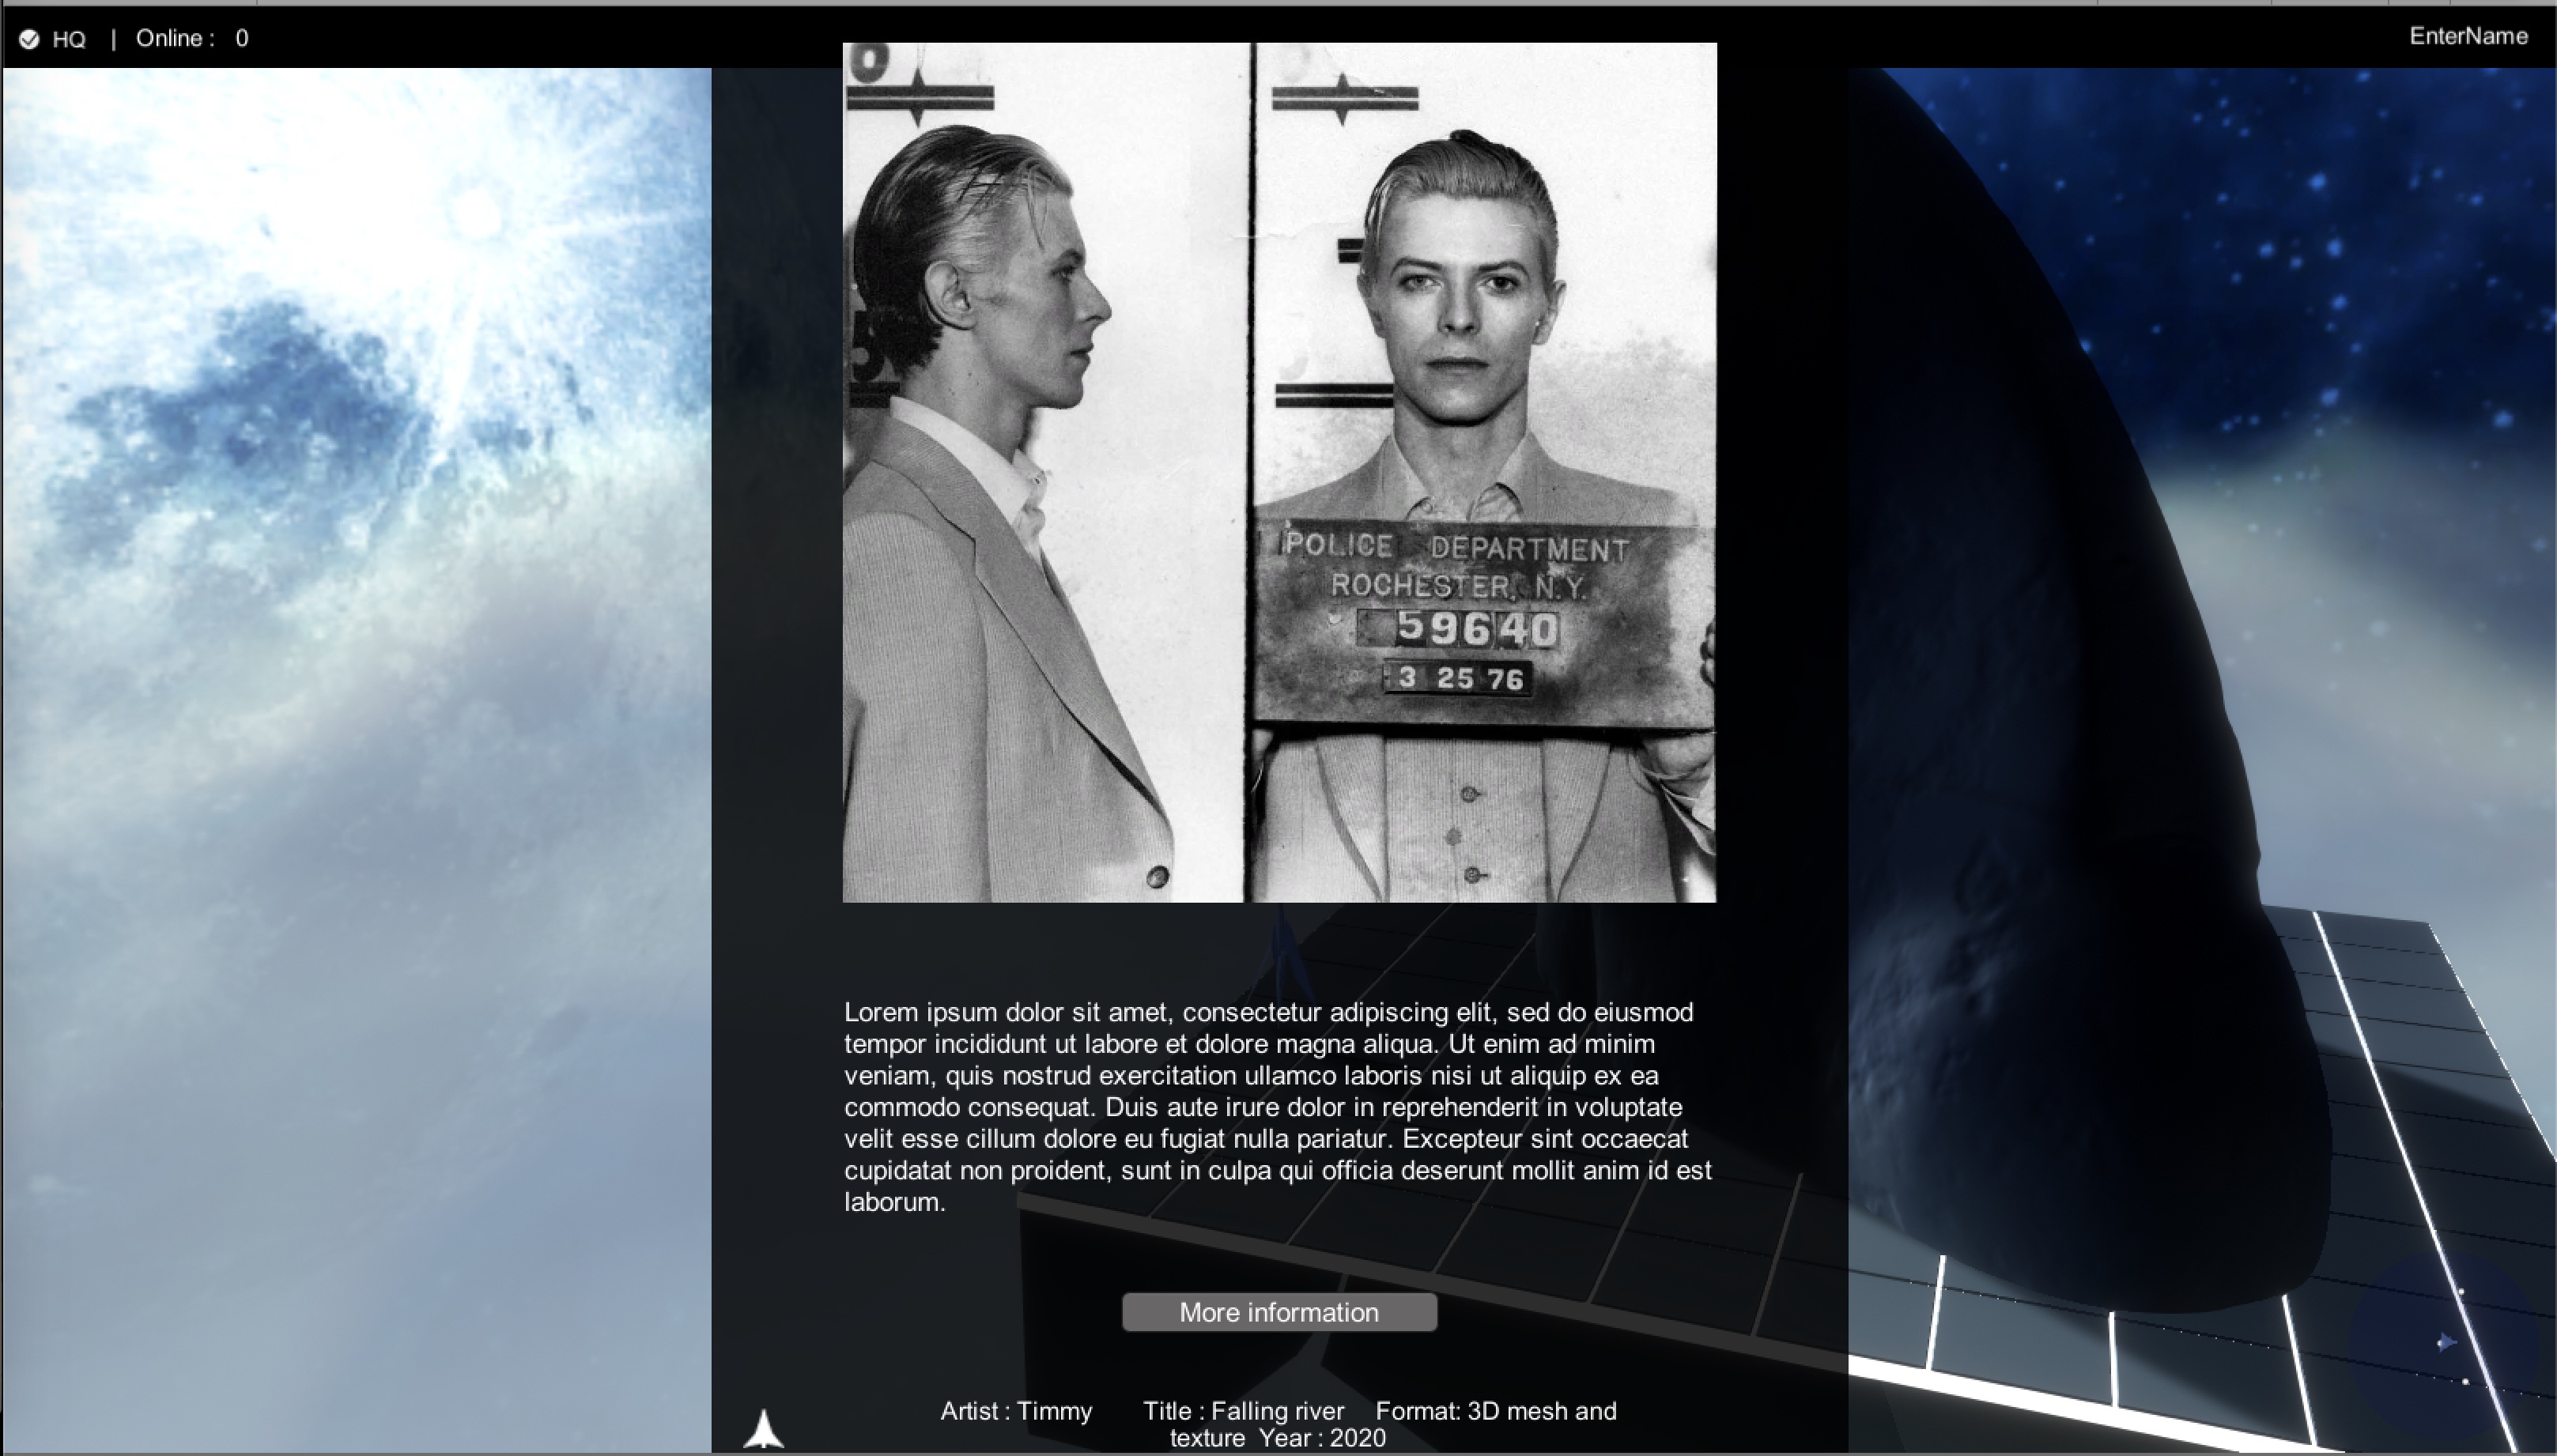 HQ | Online : 0
EnterName
POLICE DEPARTMENT
ROCHESTER, N.Y.
59640
3 25 76
Lorem ipsum dolor sit amet, consectetur adipiscing elit, sed do eiusmod
tempor incididunt ut labore et dolore magna aliqua. Ut enim ad minim
veniam, quis nostrud exercitation ullamco laboris nisi ut aliquip ex ea
commodo consequat. Duis aute irure dolor in reprehenderit in voluptate
velit esse cillum dolore eu fugiat nulla pariatur. Excepteur sint occaecat
cupidatat non proident, sunt in culpa qui officia deserunt mollit anim id est
laborum.
More information
Artist : Timmy Title : Falling river Format: 3D mesh and
texture Year : 2020